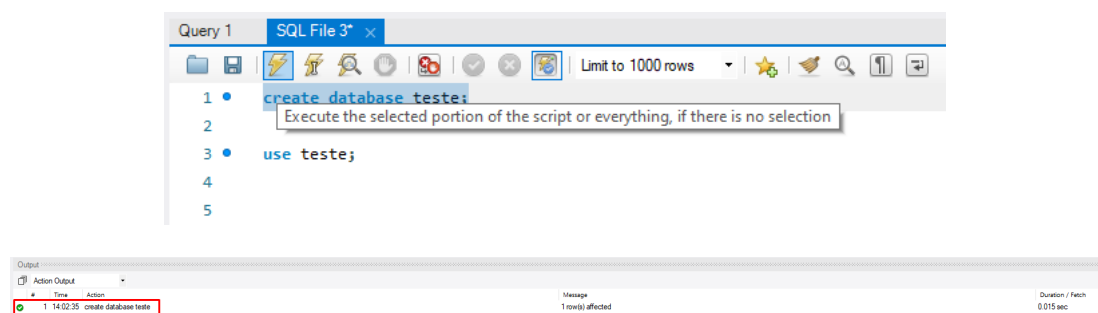 Query 1 SQL File 3* ×
Limit to 1000 rows
1 create database teste;
Execute the selected portion of the script or everything, if there is no selection
2
3 use teste;
4
5
Output
Action Output
# Time Action Message Duration / Fetch
1 14:02:35 create database teste 1 row(s) affected 0.015 sec